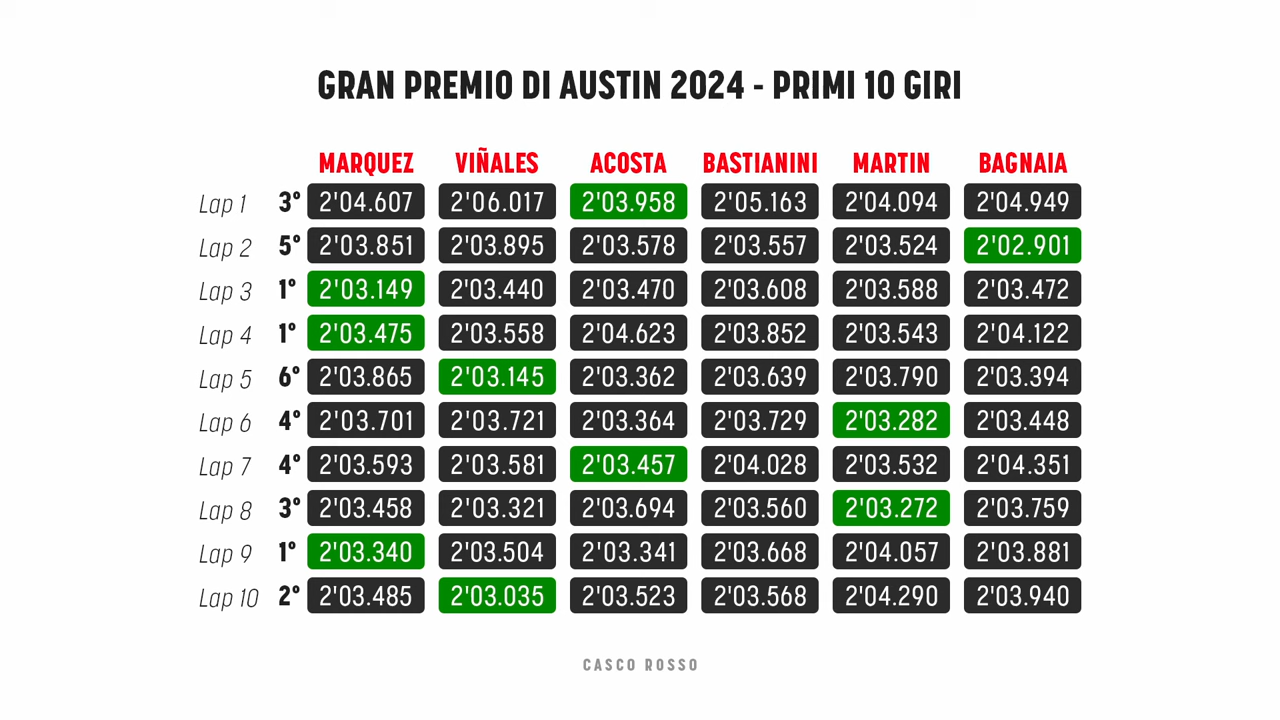 GRAN PREMIO DI AUSTIN 2024 - PRIMI 10 GIRI
MARQUEZ VIÑALES ACOSTA BASTIANINI MARTIN BAGNAIA
Lap 1 3° 2'04.607 2'06.017 2'03.958 2'05.163 2'04.094 2'04.949
Lap 2 5° 2'03.851 2'03.895 2'03.578 2'03.557 2'03.524 2'02.901
Lap 3 1° 2'03.149 2'03.440 2'03.470 2'03.608 2'03.588 2'03.472
Lap 4 1° 2'03.475 2'03.558 2'04.623 2'03.852 2'03.543 2'04.122
Lap 5 6° 2'03.865 2'03.145 2'03.362 2'03.639 2'03.790 2'03.394
Lap 6 4° 2'03.701 2'03.721 2'03.364 2'03.729 2'03.282 2'03.448
Lap 7 4° 2'03.593 2'03.581 2'03.457 2'04.028 2'03.532 2'04.351
Lap 8 3° 2'03.458 2'03.321 2'03.694 2'03.560 2'03.272 2'03.759
Lap 9 1° 2'03.340 2'03.504 2'03.341 2'03.668 2'04.057 2'03.881
Lap 10 2° 2'03.485 2'03.035 2'03.523 2'03.568 2'04.290 2'03.940
CASCO ROSSO